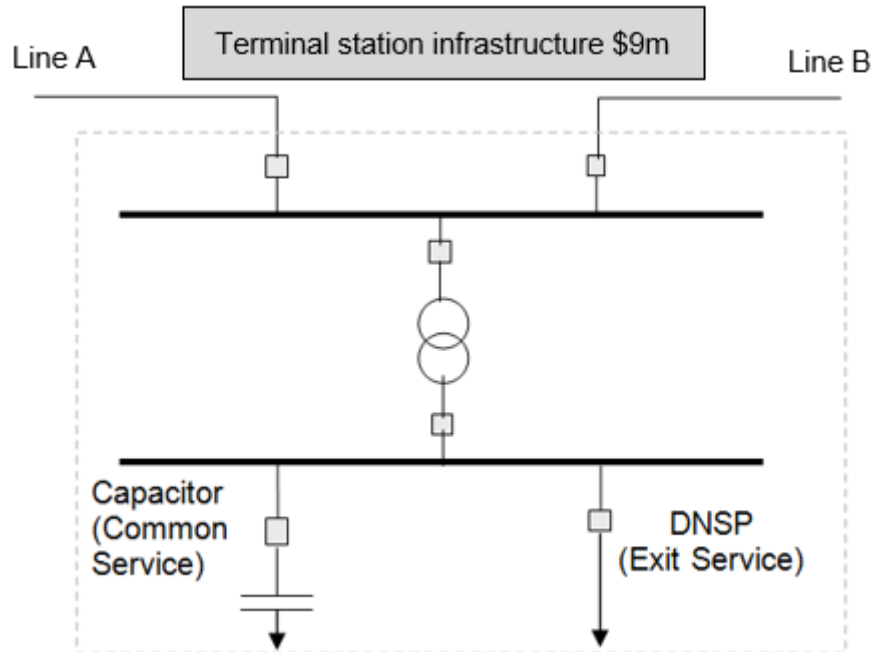 Terminal station infrastructure $9m
Line A
Line B
Capacitor
(Common
Service)
DNSP
(Exit Service)